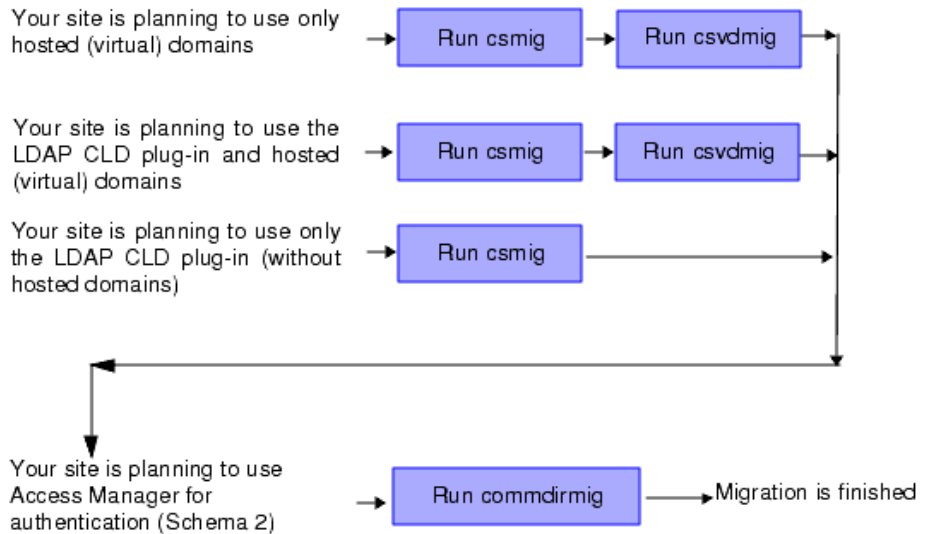 Your site is planning to use only
hosted (virtual) domains
Run csmig
Run csvdmig
Your site is planning to use the
LDAP CLD plug-in and hosted
(virtual) domains
Run csmig
Run csvdmig
Your site is planning to use only
the LDAP CLD plug-in (without
hosted domains)
Run csmig
Your site is planning to use
Access Manager for
authentication (Schema 2)
Run commdirmig
Migration is finished